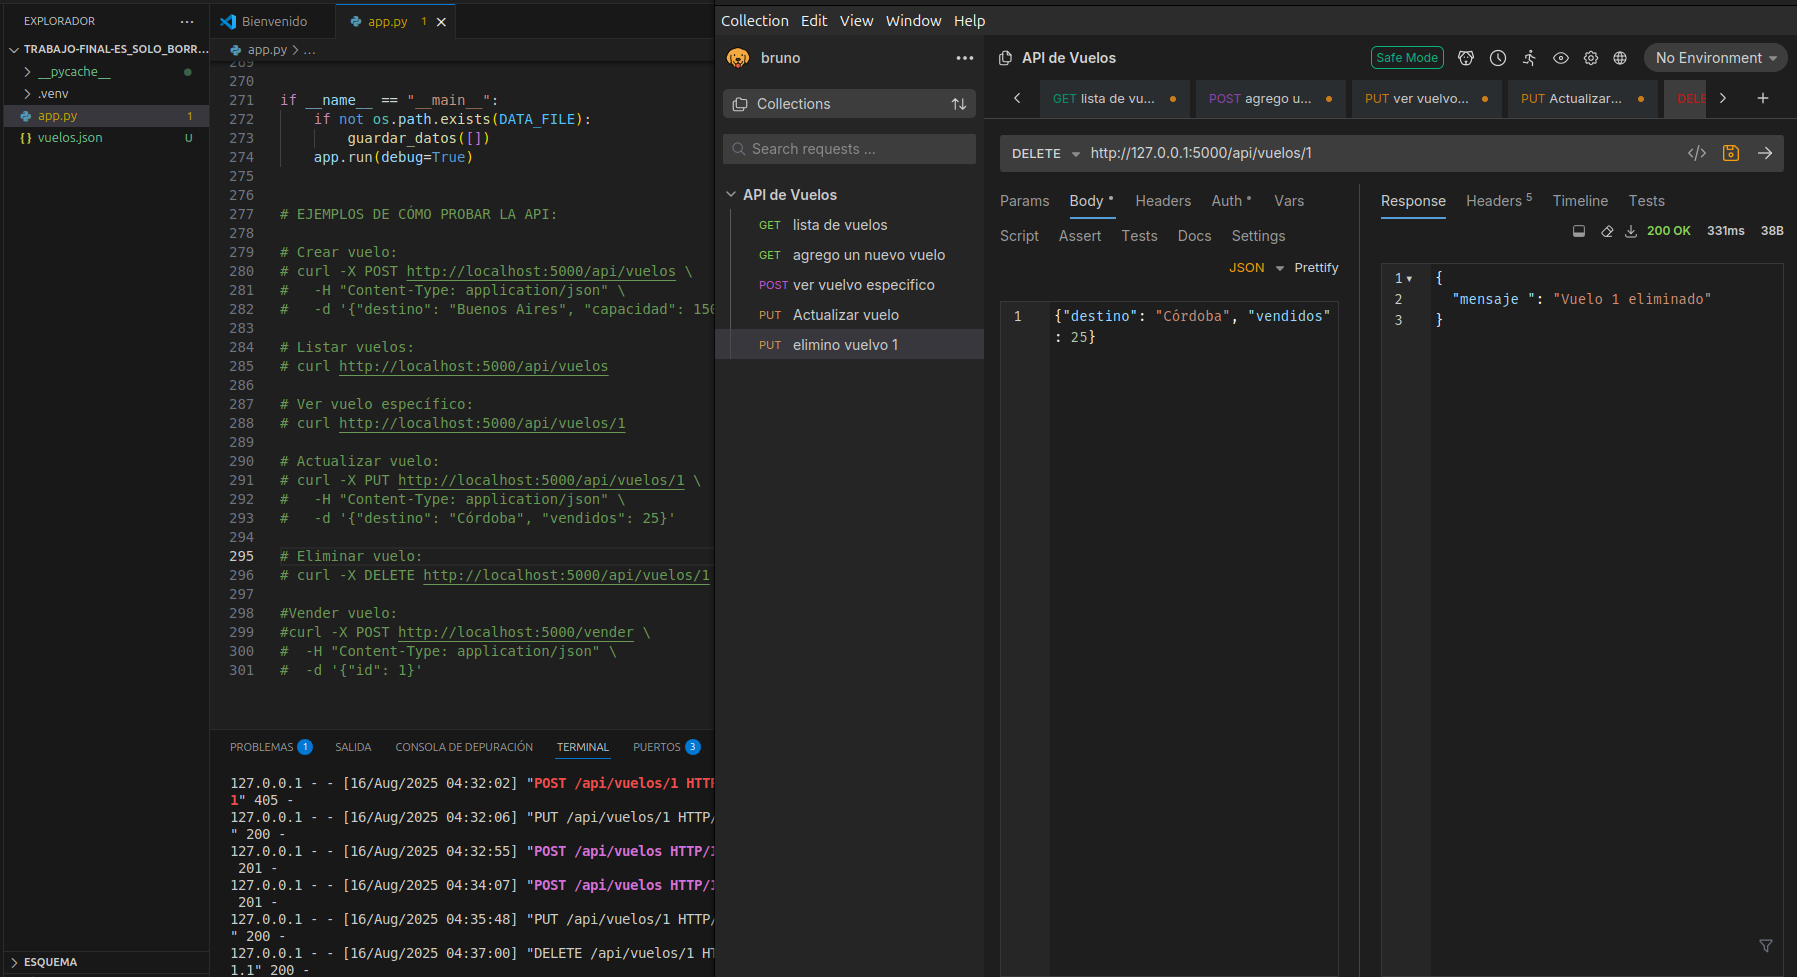 EXPLORADOR
TRABAJO-FINAL-ES_SOLO_BORR...
__pycache__
.venv
app.py 1
vuelos.json U
ESQUEMA
Bienvenido
app.py 1
app.py > ...
269
270
271 if __name__ == "__main__":
272 if not os.path.exists(DATA_FILE):
273 guardar_datos([])
274 app.run(debug=True)
275
276
277 # EJEMPLOS DE CÓMO PROBAR LA API:
278
279 # Crear vuelo:
280 # curl -X POST http://localhost:5000/api/vuelos \
281 #   -H "Content-Type: application/json" \
282 #   -d '{"destino": "Buenos Aires", "capacidad": 150
283
284 # Listar vuelos:
285 # curl http://localhost:5000/api/vuelos
286
287 # Ver vuelo específico:
288 # curl http://localhost:5000/api/vuelos/1
289
290 # Actualizar vuelo:
291 # curl -X PUT http://localhost:5000/api/vuelos/1 \
292 #   -H "Content-Type: application/json" \
293 #   -d '{"destino": "Córdoba", "vendidos": 25}'
294
295 # Eliminar vuelo:
296 # curl -X DELETE http://localhost:5000/api/vuelos/1
297
298 #Vender vuelo:
299 #curl -X POST http://localhost:5000/vender \
300 #  -H "Content-Type: application/json" \
301 #  -d '{"id": 1}'
PROBLEMAS 1 SALIDA CONSOLA DE DEPURACIÓN TERMINAL PUERTOS 3
127.0.0.1 - - [16/Aug/2025 04:32:02] "POST /api/vuelos/1 HTTP
1" 405 -
127.0.0.1 - - [16/Aug/2025 04:32:06] "PUT /api/vuelos/1 HTTP/
" 200 -
127.0.0.1 - - [16/Aug/2025 04:32:55] "POST /api/vuelos HTTP/1
201 -
127.0.0.1 - - [16/Aug/2025 04:34:07] "POST /api/vuelos HTTP/1
201 -
127.0.0.1 - - [16/Aug/2025 04:35:48] "PUT /api/vuelos/1 HTTP/
" 200 -
127.0.0.1 - - [16/Aug/2025 04:37:00] "DELETE /api/vuelos/1 HT
1.1" 200 -
Collection Edit View Window Help
bruno
Collections
Search requests ...
API de Vuelos
GET lista de vuelos
GET agrego un nuevo vuelo
POST ver vuelvo especifico
PUT Actualizar vuelo
PUT elimino vuelvo 1
API de Vuelos Safe Mode No Environment
GET lista de vu... POST agrego u... PUT ver vuelvo... PUT Actualizar... DELE
DELETE http://127.0.0.1:5000/api/vuelos/1
Params Body Headers Auth Vars
Script Assert Tests Docs Settings
JSON Prettify
1 {"destino": "Córdoba", "vendidos"
: 25}
Response Headers 5 Timeline Tests
200 OK 331ms 38B
1 {
2 "mensaje ": "Vuelo 1 eliminado"
3 }